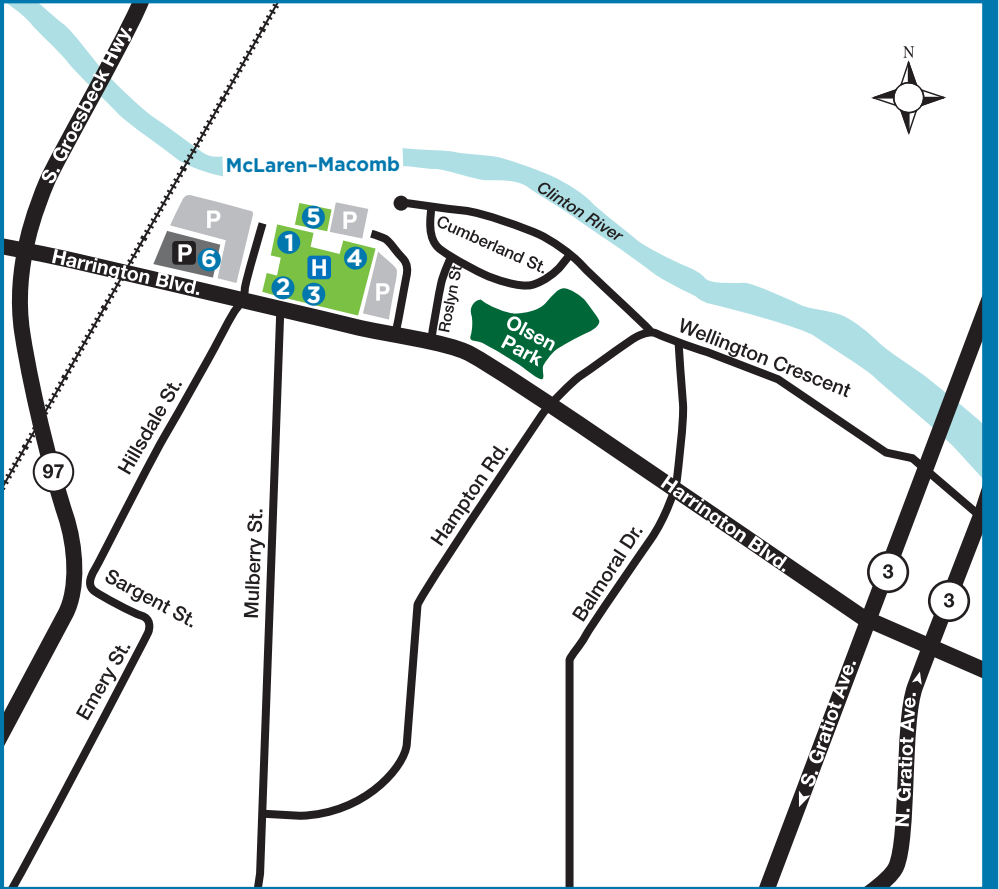 N
S. Groesbeck Hwy.
McLaren–Macomb
Clinton River
P
5
P
Cumberland St.
1
4
P
6
H
Harrington Blvd.
2
3
P
Roslyn St.
Olsen
Park
Wellington Crescent
Hillsdale St.
97
Hampton Rd.
Harrington Blvd.
Mulberry St.
Balmoral Dr.
3
3
Sargent St.
Emery St.
S. Gratiot Ave.
N. Gratiot Ave.